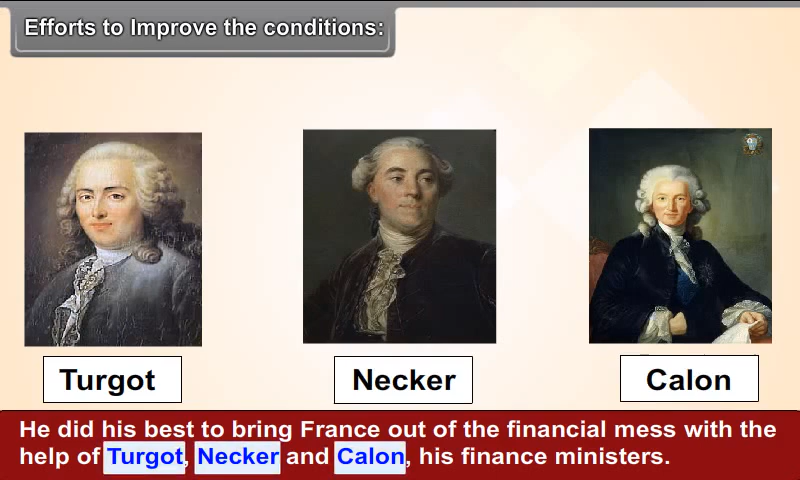 Efforts to Improve the conditions:
Turgot
Necker
Calon
He did his best to bring France out of the financial mess with the
help of Turgot, Necker and Calon, his finance ministers.